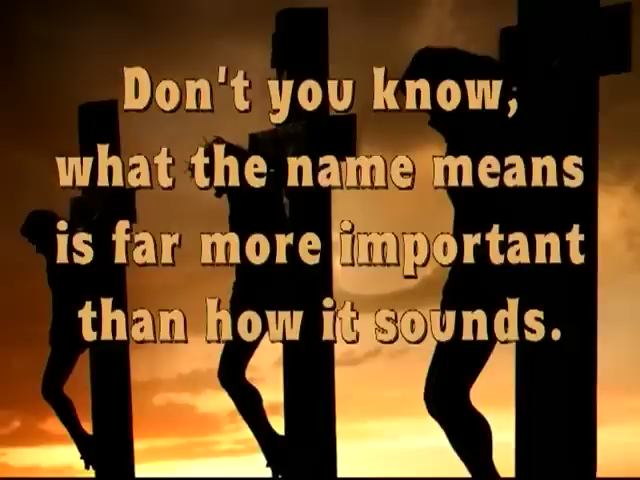 Don't you know,
what the name means
is far more important
than how it sounds.